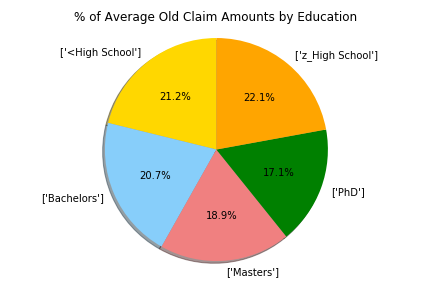 % of Average Old Claim Amounts by Education
['<High School']
['z_High School']
21.2%
22.1%
20.7%
17.1%
['Bachelors']
['PhD']
18.9%
['Masters']